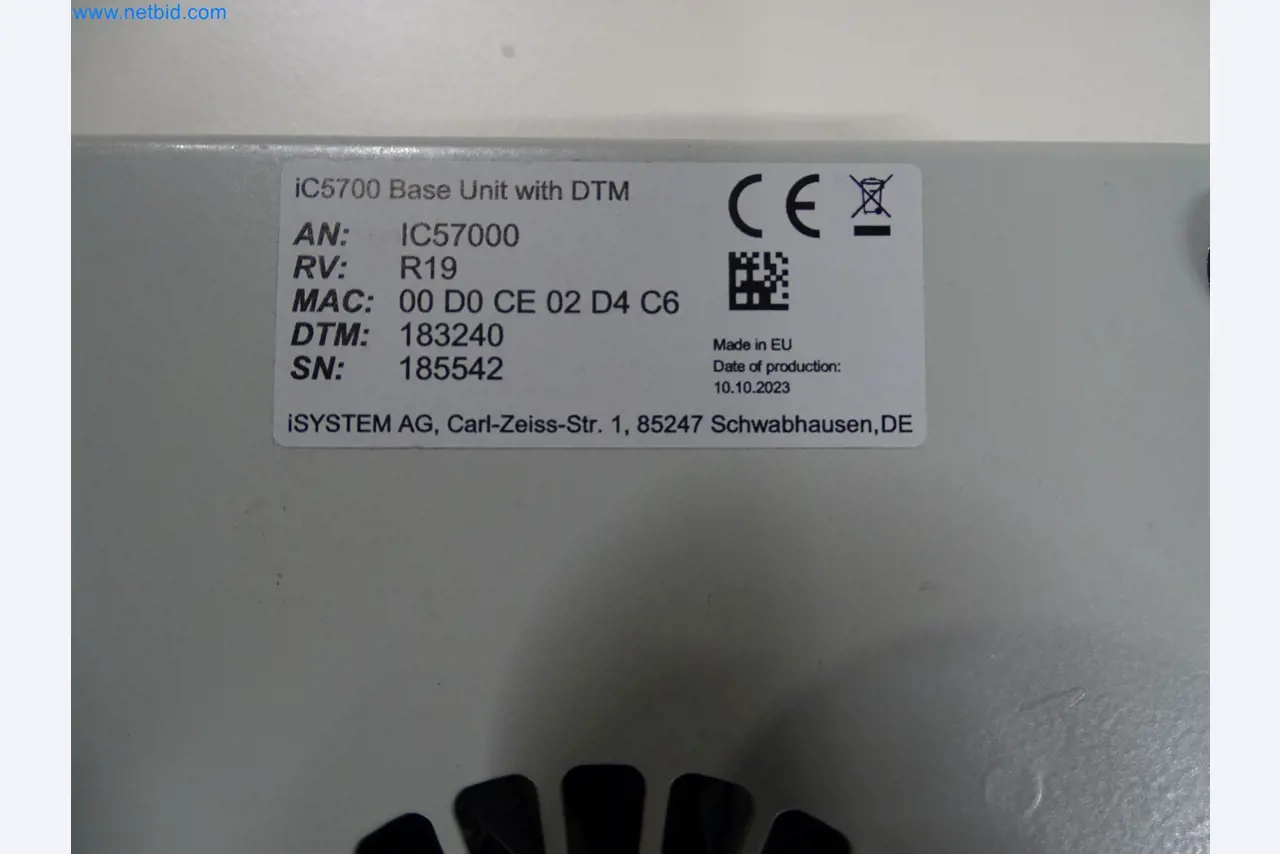 www.netbid.com
iC5700 Base Unit with DTM
AN: IC57000
RV: R19
MAC: 00 D0 CE 02 D4 C6
DTM: 183240
SN: 185542
CE
Made in EU
Date of production:
10.10.2023
iSYSTEM AG, Carl-Zeiss-Str. 1, 85247 Schwabhausen,DE